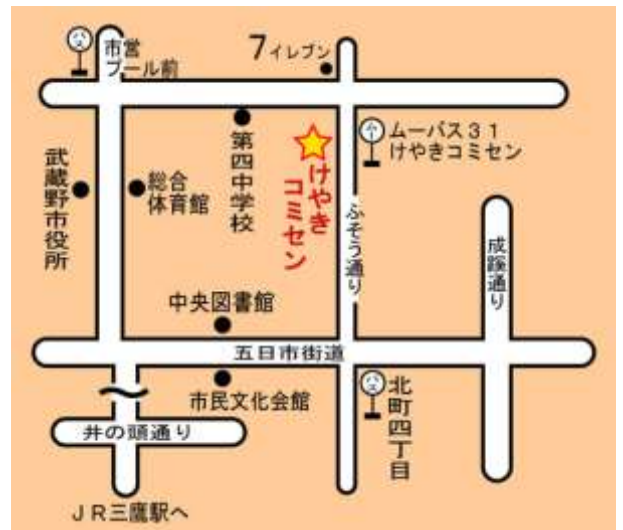 市営
プール前
7イレブン
ムーバス31
けやきコミセン
第四中学校
けやき
コミセン
武蔵野市役所
総合
体育館
ふそう通り
成蹊通り
中央図書館
五日市街道
市民文化会館
北町四丁目
井の頭通り
JR三鷹駅へ